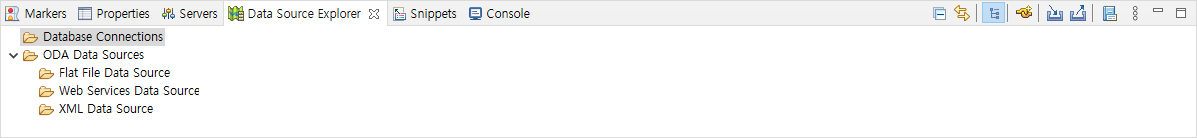 Markers Properties Servers Data Source Explorer Snippets Console
Database Connections
ODA Data Sources
Flat File Data Source
Web Services Data Source
XML Data Source